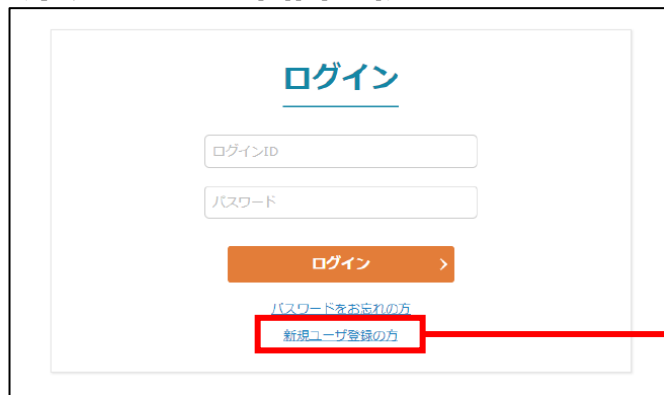 ログイン
ログインID
パスワード
ログイン
パスワードをお忘れの方
新規ユーザ登録の方